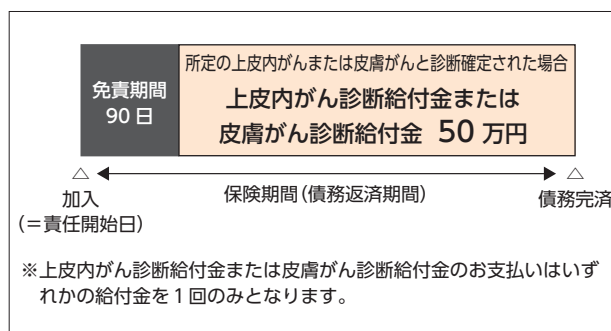 免責期間
90日
所定の上皮内がんまたは皮膚がんと診断確定された場合
上皮内がん診断給付金または
皮膚がん診断給付金 50万円
加入
(=責任開始日)
保険期間(債務返済期間)
債務完済
※上皮内がん診断給付金または皮膚がん診断給付金のお支払いはいず
れかの給付金を1回のみとなります。